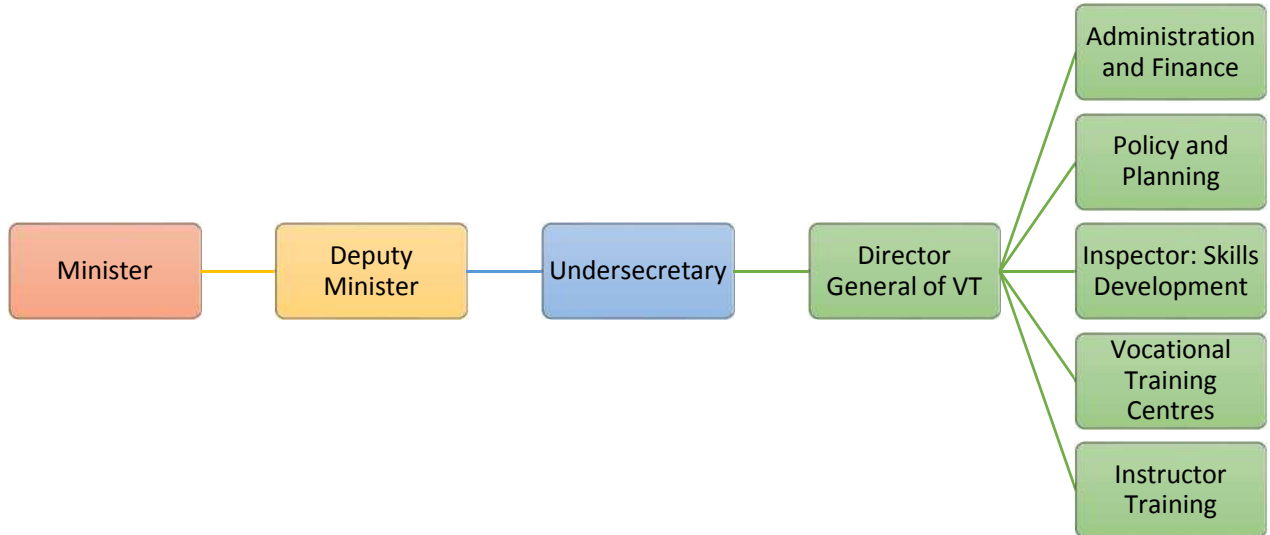 Minister
Deputy
Minister
Undersecretary
Director
General of VT
Administration
and Finance
Policy and
Planning
Inspector: Skills
Development
Vocational
Training
Centres
Instructor
Training